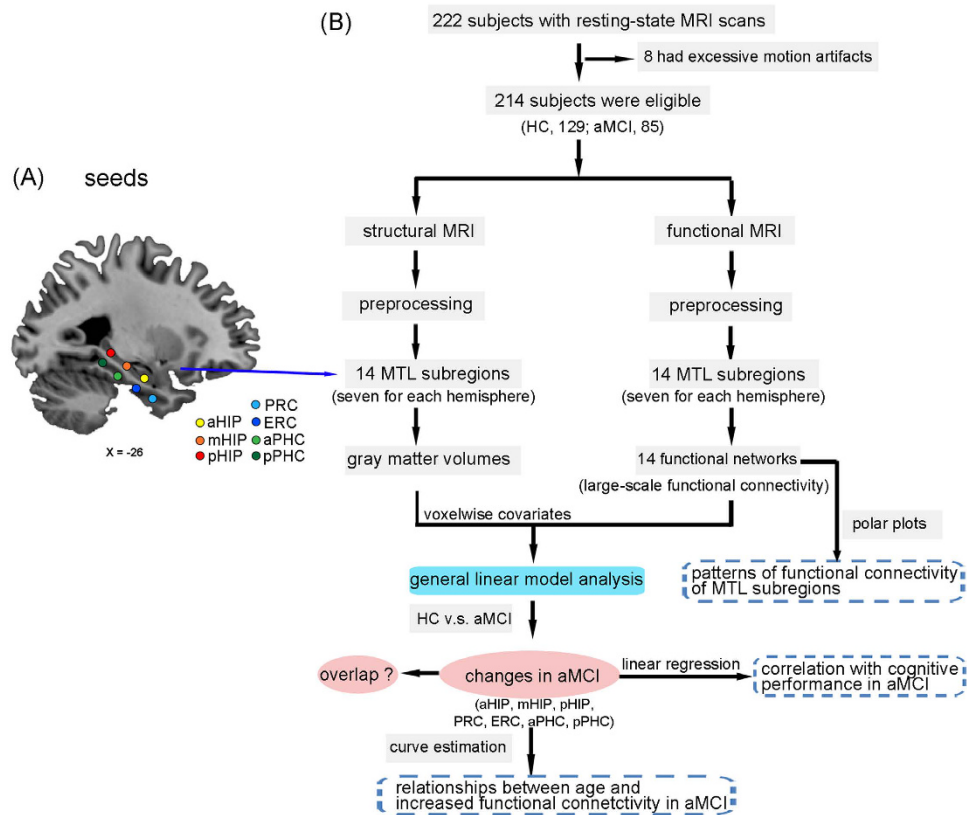 (A) seeds
PRC
aHIP ERC
mHIP aPHC
pHIP pPHC
X = -26
(B)
222 subjects with resting-state MRI scans
8 had excessive motion artifacts
214 subjects were eligible
(HC, 129; aMCI, 85)
structural MRI
functional MRI
preprocessing
preprocessing
14 MTL subregions
(seven for each hemisphere)
14 MTL subregions
(seven for each hemisphere)
gray matter volumes
14 functional networks
(large-scale functional connectivity)
voxelwise covariates
polar plots
general linear model analysis
patterns of functional connectivity
of MTL subregions
HC v.s. aMCI
overlap ?
changes in aMCI
linear regression
correlation with cognitive
performance in aMCI
(aHIP, mHIP, pHIP,
PRC, ERC, aPHC, pPHC)
curve estimation
relationships between age and
increased functional connetctivity in aMCI